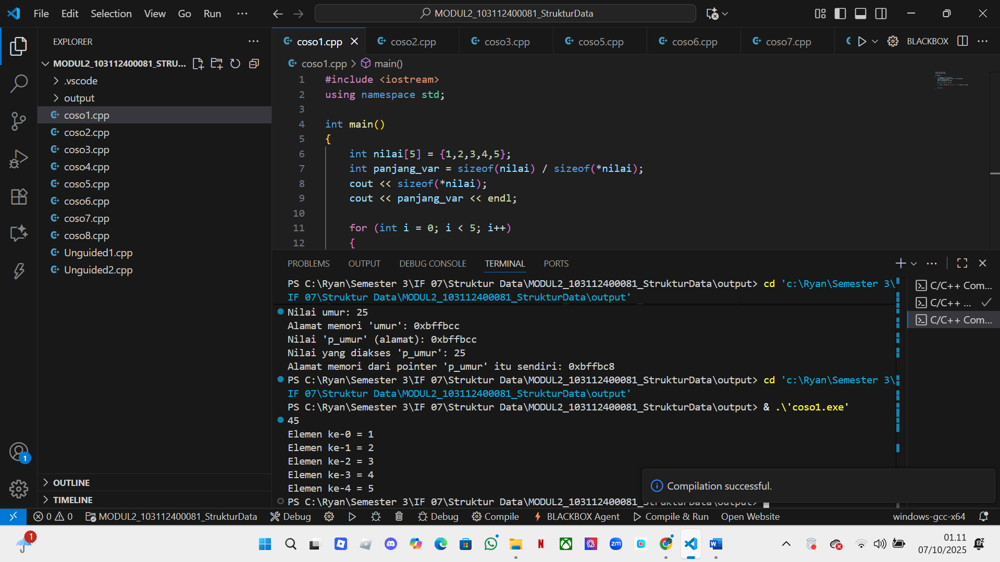 File Edit Selection View Go Run ···
MODUL2_103112400081_StrukturData
EXPLORER
MODUL2_103112400081_STRU...
.vscode
output
coso1.cpp
coso2.cpp
coso3.cpp
coso4.cpp
coso5.cpp
coso6.cpp
coso7.cpp
coso8.cpp
Unguided1.cpp
Unguided2.cpp
OUTLINE
TIMELINE
coso1.cpp coso2.cpp coso3.cpp coso5.cpp coso6.cpp coso7.cpp BLACKBOX
coso1.cpp > main()
1 #include <iostream>
2 using namespace std;
3
4 int main()
5 {
6 int nilai[5] = {1,2,3,4,5};
7 int panjang_var = sizeof(nilai) / sizeof(*nilai);
8 cout << sizeof(*nilai);
9 cout << panjang_var << endl;
10
11 for (int i = 0; i < 5; i++)
12 {
PROBLEMS OUTPUT DEBUG CONSOLE TERMINAL PORTS
PS C:\Ryan\Semester 3\IF 07\Struktur Data\MODUL2_103112400081_StrukturData\output> cd 'c:\Ryan\Semester 3\
IF 07\Struktur Data\MODUL2_103112400081_StrukturData\output'
Nilai umur: 25
Alamat memori 'umur': 0xbffbcc
Nilai 'p_umur' (alamat): 0xbffbcc
Nilai yang diakses 'p_umur': 25
Alamat memori dari pointer 'p_umur' itu sendiri: 0xbffbc8
PS C:\Ryan\Semester 3\IF 07\Struktur Data\MODUL2_103112400081_StrukturData\output> cd 'c:\Ryan\Semester 3\
IF 07\Struktur Data\MODUL2_103112400081_StrukturData\output'
PS C:\Ryan\Semester 3\IF 07\Struktur Data\MODUL2_103112400081_StrukturData\output> & .\'coso1.exe'
45
Elemen ke-0 = 1
Elemen ke-1 = 2
Elemen ke-2 = 3
Elemen ke-3 = 4
Elemen ke-4 = 5
PS C:\Ryan\Semester 3\IF 07\Struktur Data\MODUL2_103112400081_StrukturData\output>
C/C++ Com...
C/C++ ...
C/C++ Com...
Compilation successful.
1
0 0 MODUL2_103112400081_StrukturData Debug Debug Compile BLACKBOX Agent Compile & Run Open Website windows-gcc-x64
1
N
zm
W
01.11
07/10/2025